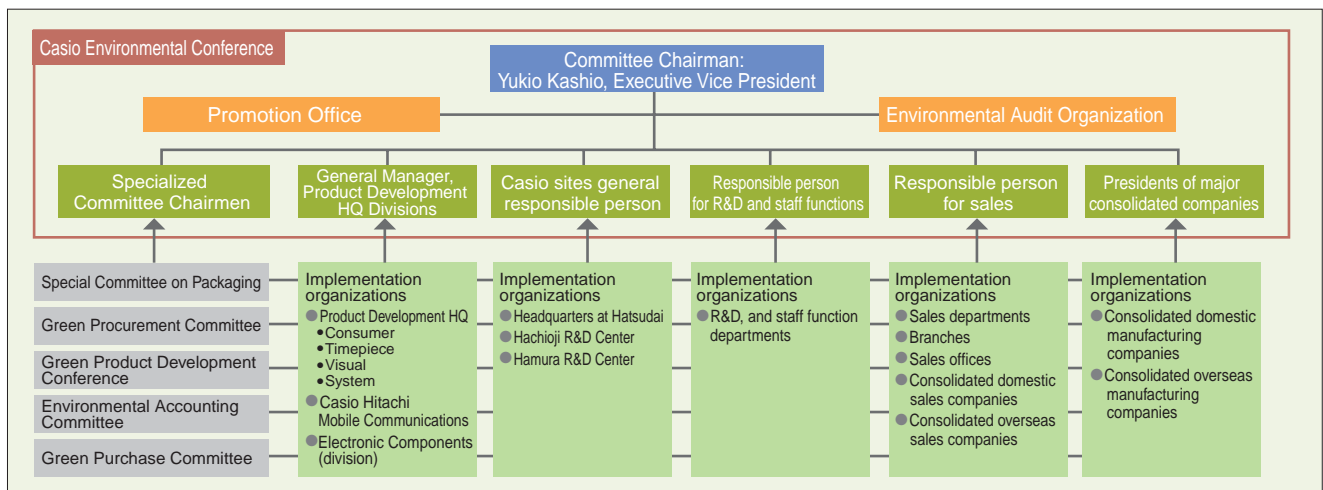 Casio Environmental Conference
Committee Chairman:
Yukio Kashio, Executive Vice President
Promotion Office
Environmental Audit Organization
Specialized
Committee Chairmen
General Manager,
Product Development
HQ Divisions
Casio sites general
responsible person
Responsible person
for R&D and staff functions
Responsible person
for sales
Presidents of major
consolidated companies
Special Committee on Packaging
Green Procurement Committee
Green Product Development
Conference
Environmental Accounting
Committee
Green Purchase Committee
Implementation
organizations
●Product Development HQ
•Consumer
•Timepiece
•Visual
•System
●Casio Hitachi
Mobile Communications
●Electronic Components
(division)
Implementation
organizations
●Headquarters at Hatsudai
●Hachioji R&D Center
●Hamura R&D Center
Implementation
organizations
●R&D, and staff function
departments
Implementation
organizations
●Sales departments
●Branches
●Sales offices
●Consolidated domestic
sales companies
●Consolidated overseas
sales companies
Implementation
organizations
●Consolidated domestic
manufacturing
companies
●Consolidated overseas
manufacturing
companies